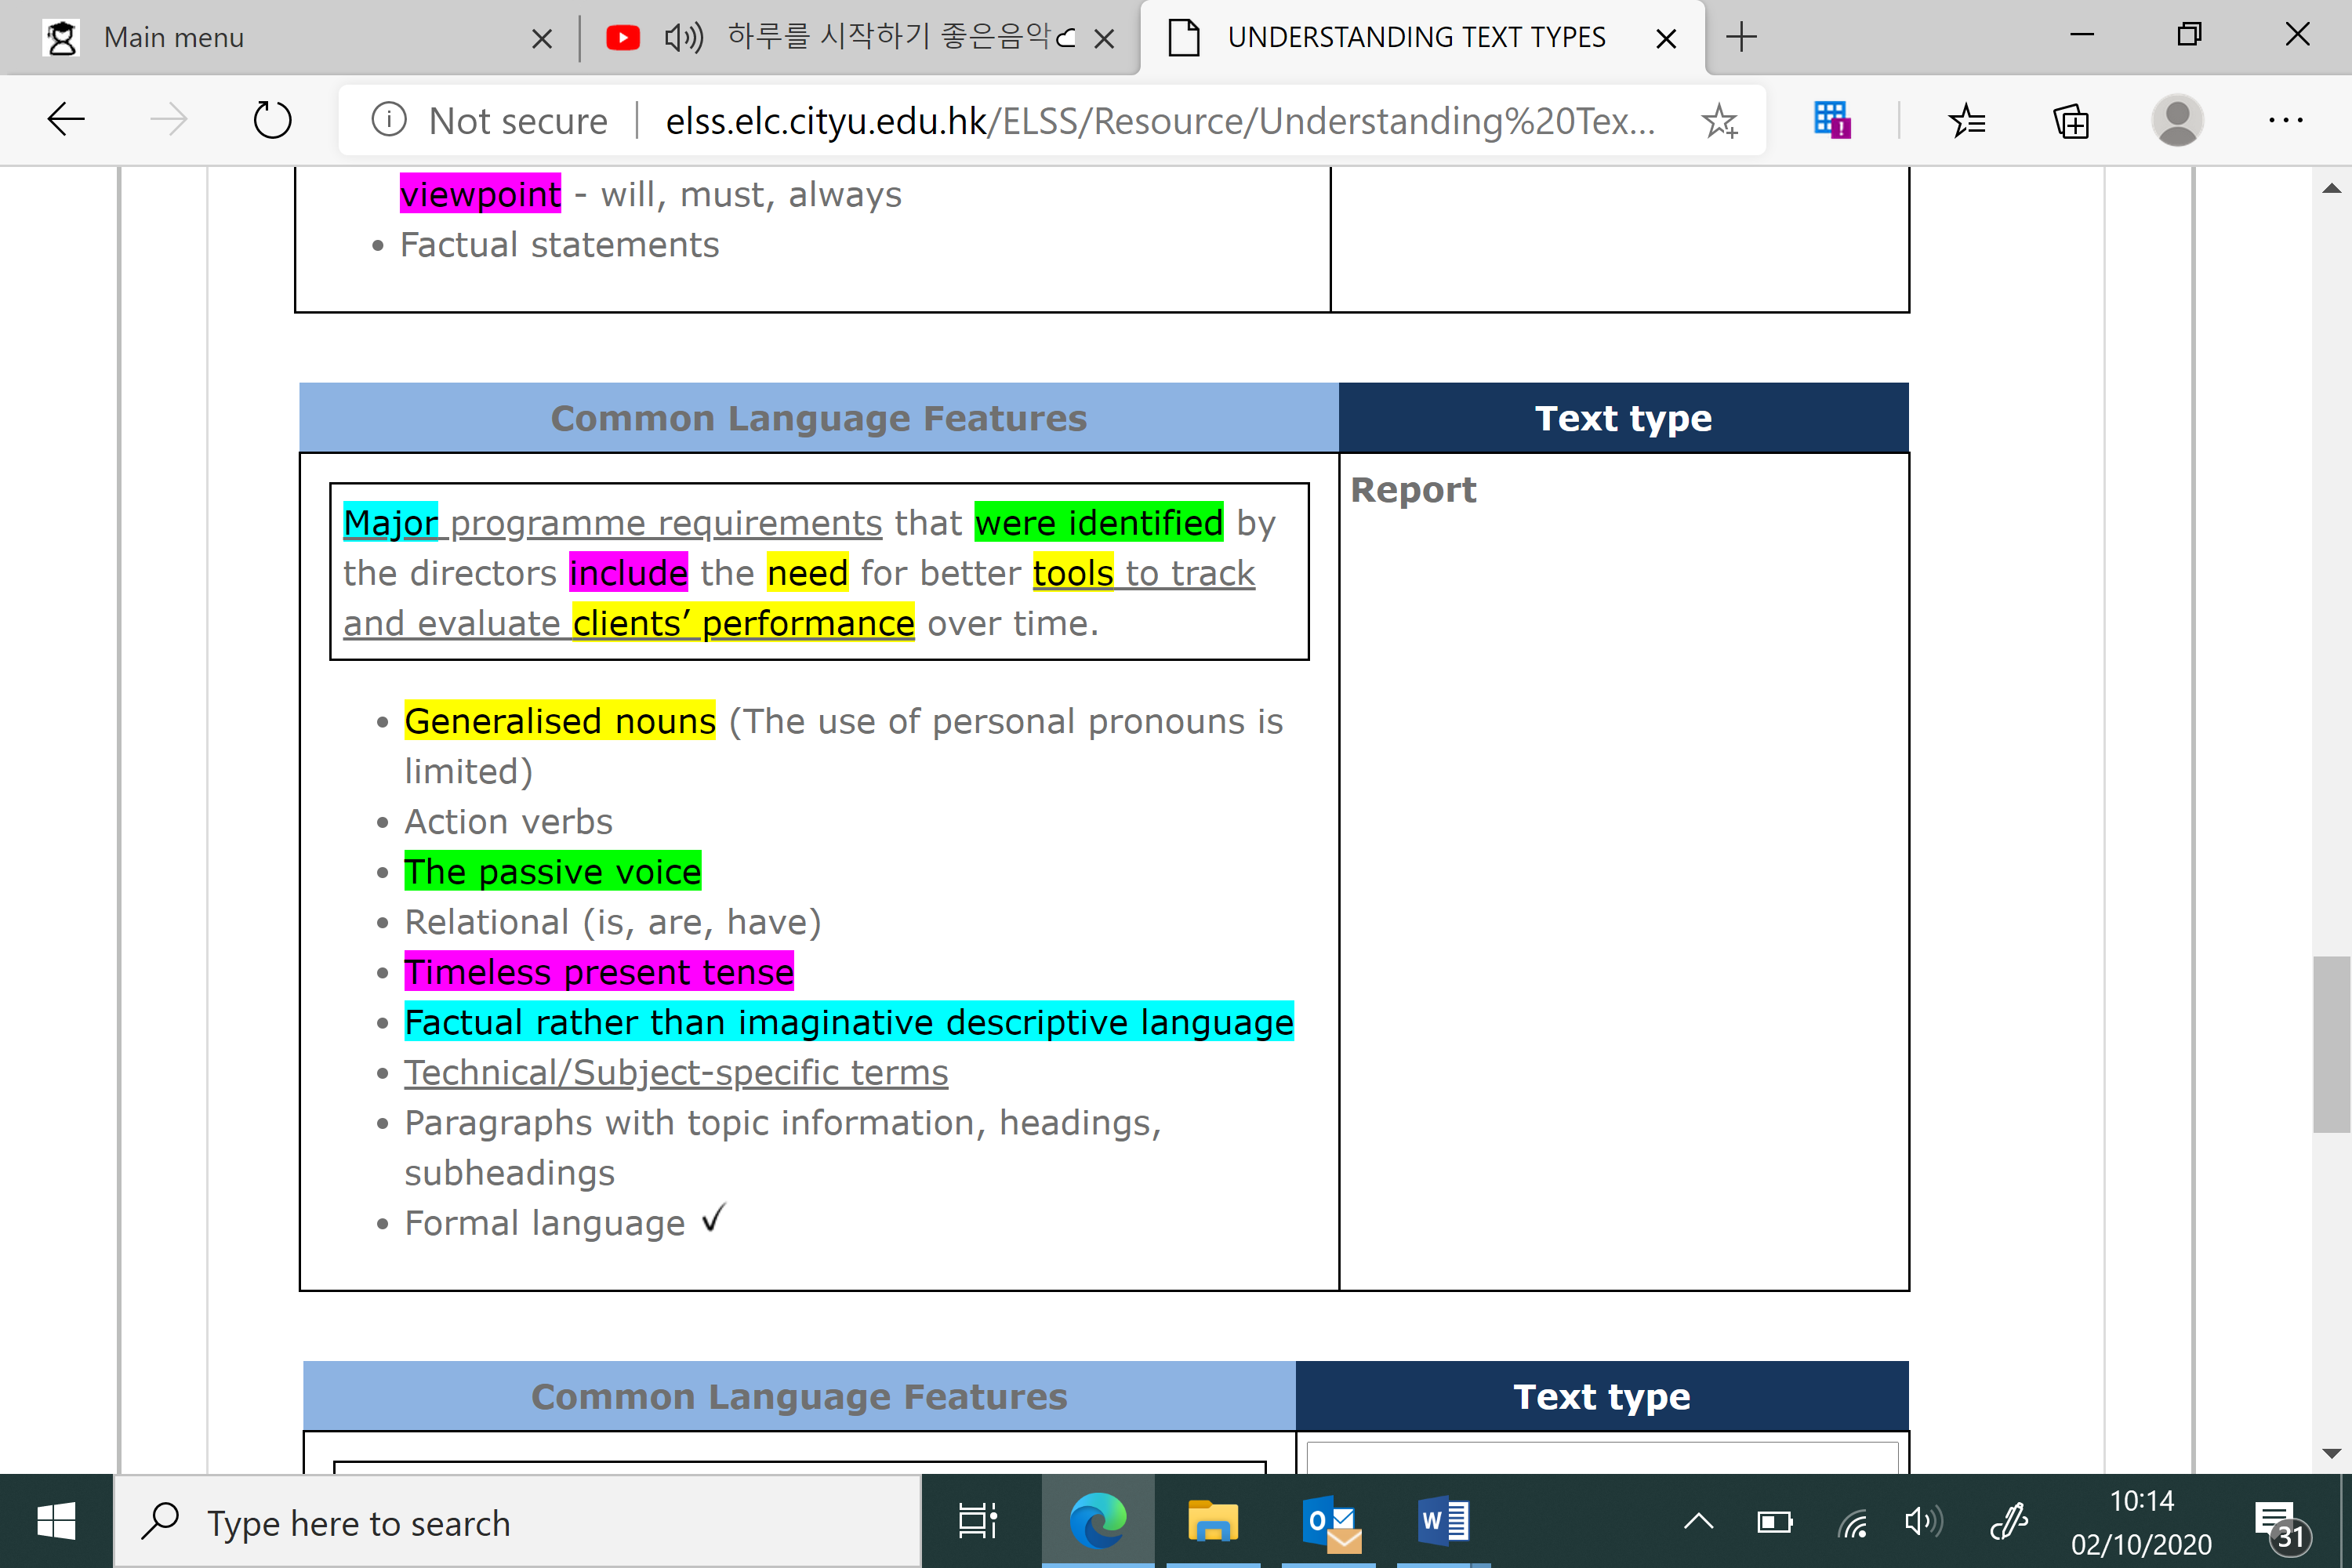 Main menu
하루를 시작하기 좋은음악
UNDERSTANDING TEXT TYPES
Not secure
elss.elc.cityu.edu.hk/ELSS/Resource/Understanding%20Tex...
viewpoint - will, must, always
• Factual statements
Common Language Features
Text type
Major programme requirements that were identified by
the directors include the need for better tools to track
and evaluate clients’ performance over time.
Report
• Generalised nouns (The use of personal pronouns is
limited)
• Action verbs
• The passive voice
• Relational (is, are, have)
• Timeless present tense
• Factual rather than imaginative descriptive language
• Technical/Subject-specific terms
• Paragraphs with topic information, headings,
subheadings
• Formal language ✓
Common Language Features
Text type
Type here to search
10:14
02/10/2020
31